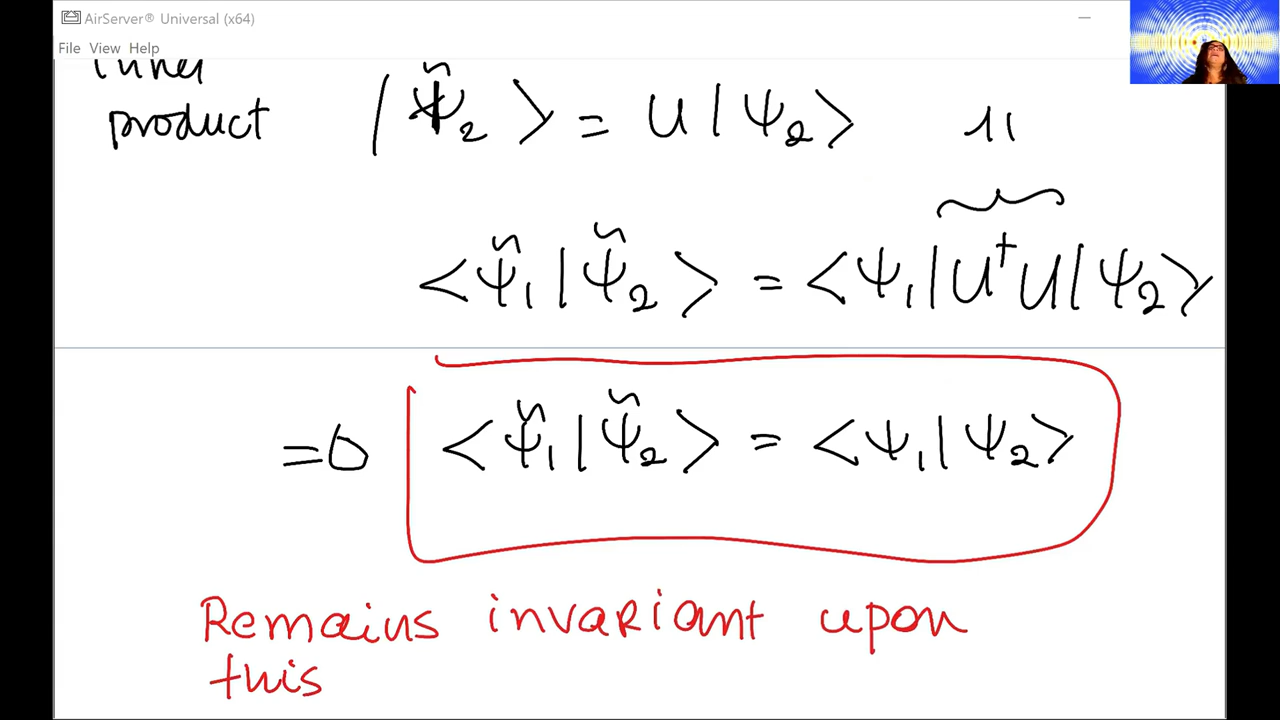 AirServer® Universal (x64)
File View Help
inner
product |ψ̃₂⟩ = U|ψ₂⟩ 11
<ψ̃₁|ψ̃₂> = <ψ₁|U†U|ψ₂>
=0 <ψ̃₁|ψ̃₂> = <ψ₁|ψ₂>
Remains invariant upon
this